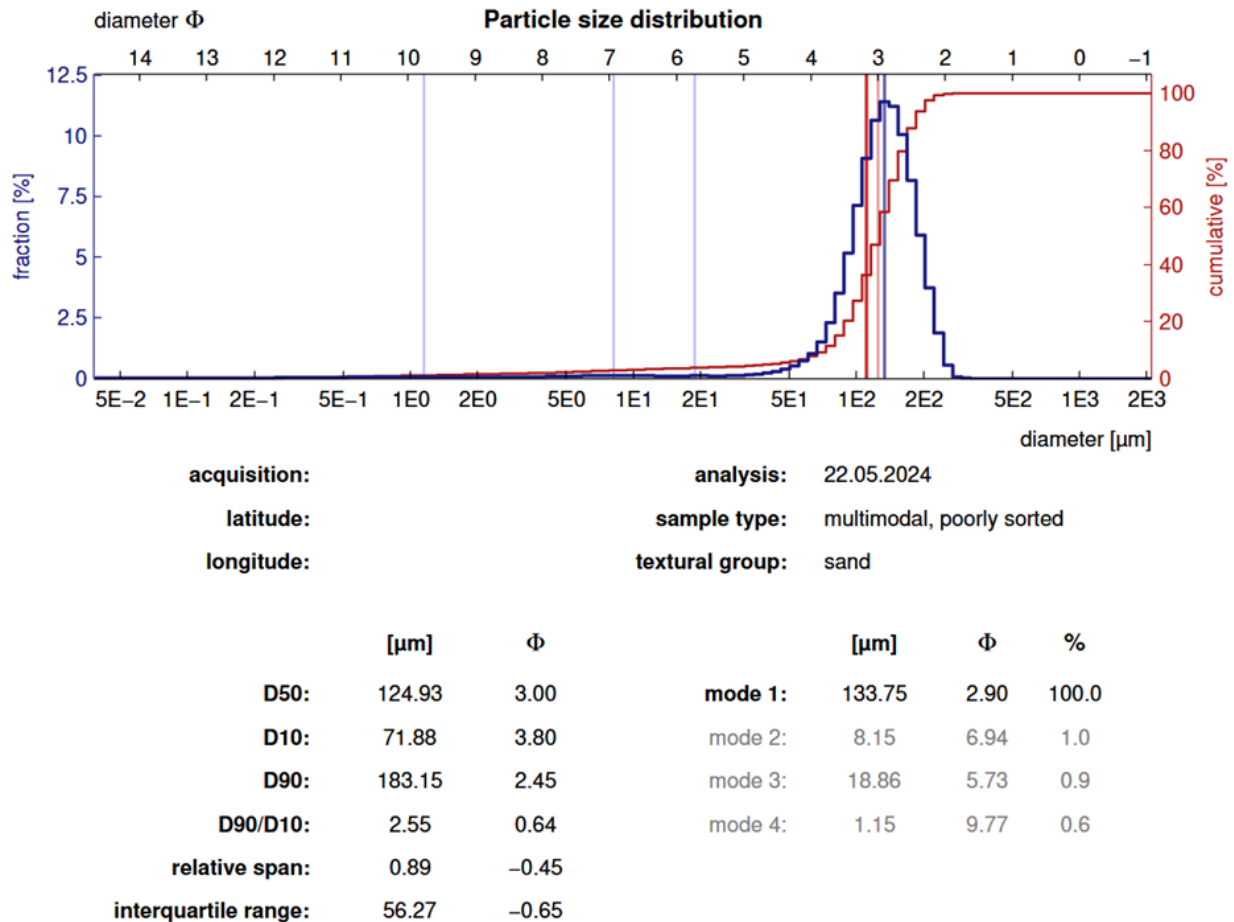 diameter Φ Particle size distribution
14 13 12 11 10 9 8 7 6 5 4 3 2 1 0 −1
12.5 10 7.5 5 2.5 0
fraction [%]
100 80 60 40 20 0
cumulative [%]
5E−2 1E−1 2E−1 5E−1 1E0 2E0 5E0 1E1 2E1 5E1 1E2 2E2 5E2 1E3 2E3
diameter [µm]
acquisition: analysis: 22.05.2024
latitude: sample type: multimodal, poorly sorted
longitude: textural group: sand
[µm] Φ [µm] Φ %
D50: 124.93 3.00 mode 1: 133.75 2.90 100.0
D10: 71.88 3.80 mode 2: 8.15 6.94 1.0
D90: 183.15 2.45 mode 3: 18.86 5.73 0.9
D90/D10: 2.55 0.64 mode 4: 1.15 9.77 0.6
relative span: 0.89 −0.45
interquartile range: 56.27 −0.65